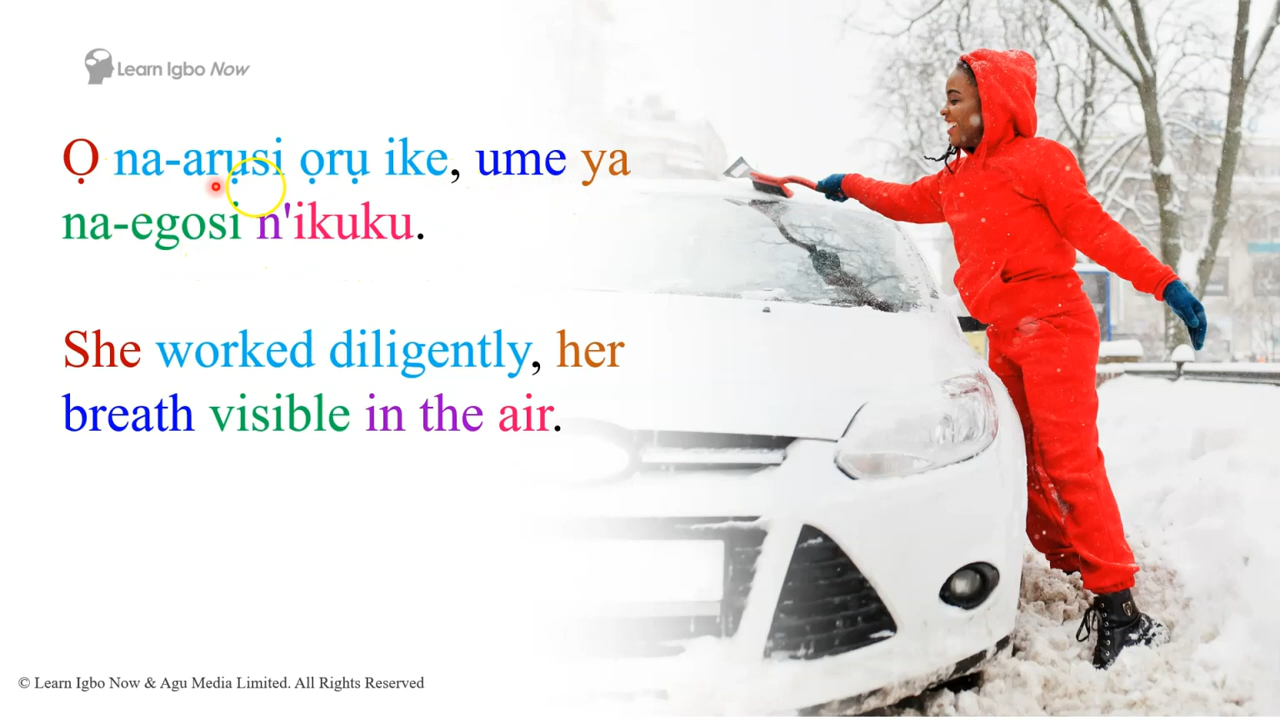 Learn Igbo Now
Ọ na-arụsi ọrụ ike, ume ya
na-egosi n'ikuku.
She worked diligently, her
breath visible in the air.
© Learn Igbo Now & Agu Media Limited. All Rights Reserved